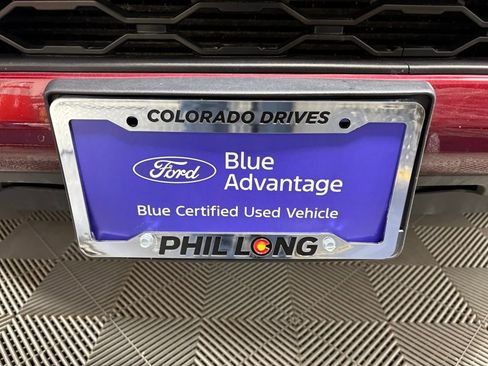 COLORADO DRIVES
Ford
Blue
Advantage
Blue Certified Used Vehicle
PHIL LONG